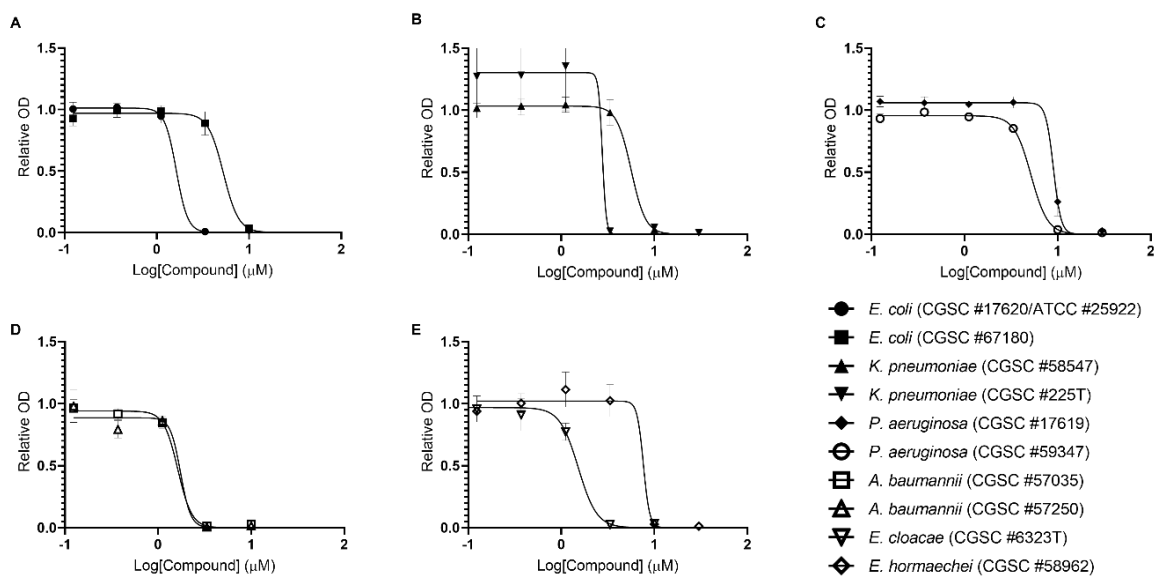 A
1.5
1.0
0.5
0.0
Relative OD
-1 0 1 2
Log[Compound] (μM)
B
1.5
1.0
0.5
0.0
Relative OD
-1 0 1 2
Log[Compound] (μM)
C
1.5
1.0
0.5
0.0
Relative OD
-1 0 1 2
Log[Compound] (μM)
D
1.5
1.0
0.5
0.0
Relative OD
-1 0 1 2
Log[Compound] (μM)
E
1.5
1.0
0.5
0.0
Relative OD
-1 0 1 2
Log[Compound] (μM)
E. coli (CGSC #17620/ATCC #25922)
E. coli (CGSC #67180)
K. pneumoniae (CGSC #58547)
K. pneumoniae (CGSC #225T)
P. aeruginosa (CGSC #17619)
P. aeruginosa (CGSC #59347)
A. baumannii (CGSC #57035)
A. baumannii (CGSC #57250)
E. cloacae (CGSC #6323T)
E. hormaechei (CGSC #58962)